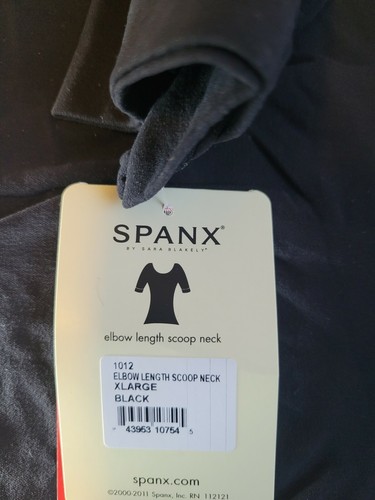 SPANX®
BY SARA BLAKELY®
elbow length scoop neck
1012
ELBOW LENGTH SCOOP NECK
XLARGE
BLACK
43953 10754 5
spanx.com
©2000-2011 Spanx, Inc. RN 112121